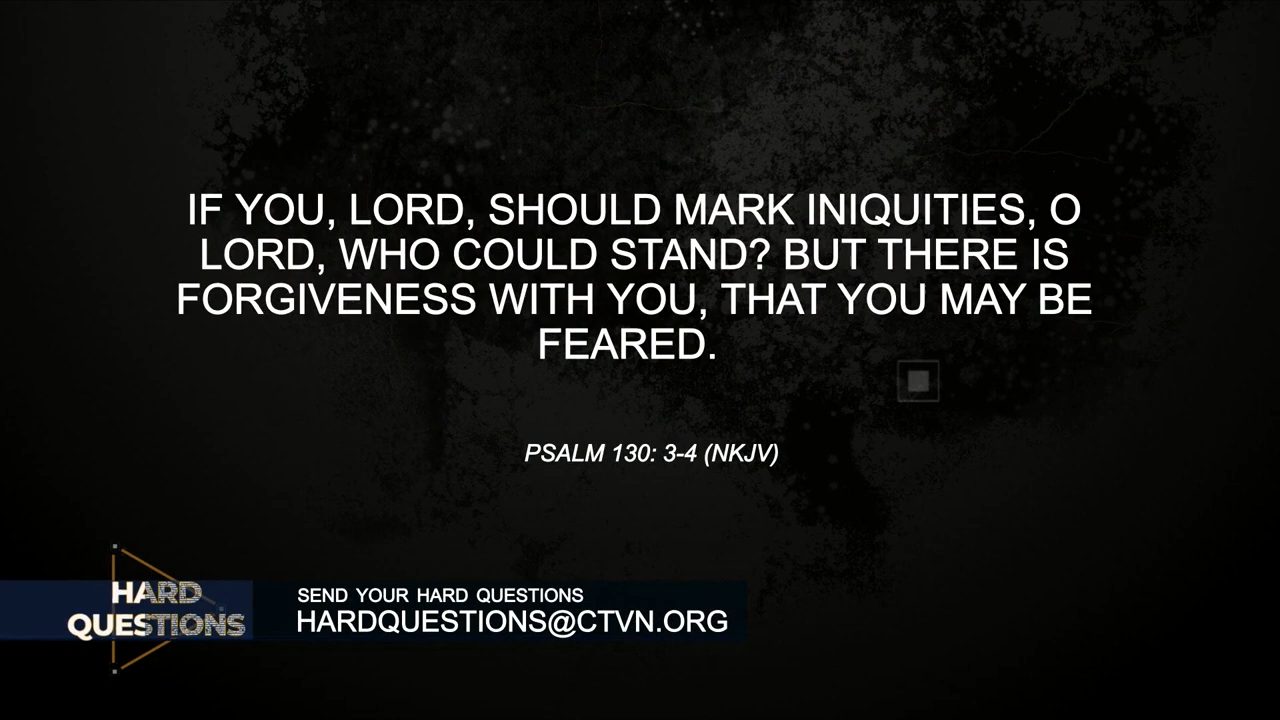 IF YOU, LORD, SHOULD MARK INIQUITIES, O
LORD, WHO COULD STAND? BUT THERE IS
FORGIVENESS WITH YOU, THAT YOU MAY BE
FEARED.
PSALM 130: 3-4 (NKJV)
HARD
QUESTIONS
SEND YOUR HARD QUESTIONS
HARDQUESTIONS@CTVN.ORG